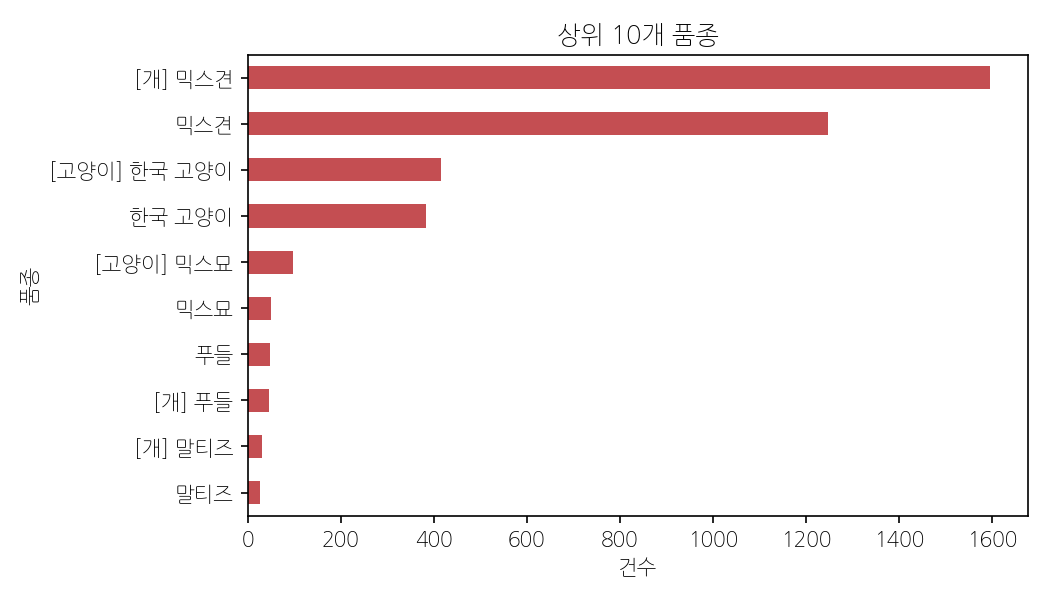 상위 10개 품종
[개] 믹스견
믹스견
[고양이] 한국 고양이
한국 고양이
[고양이] 믹스묘
믹스묘
푸들
[개] 푸들
[개] 말티즈
말티즈
품종
0 200 400 600 800 1000 1200 1400 1600
건수